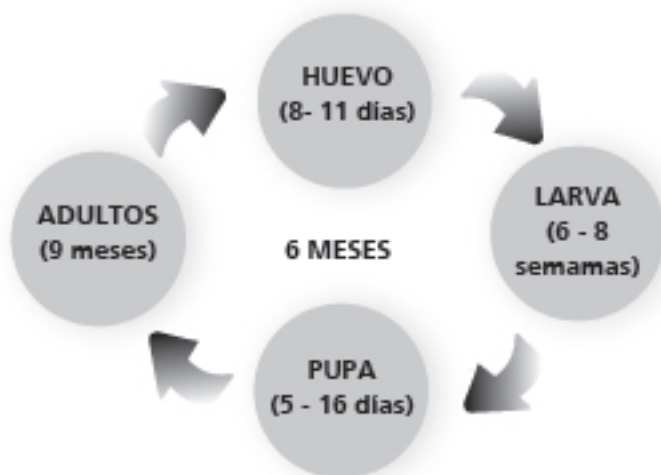 HUEVO
(8- 11 días)
LARVA
(6 - 8
semamas)
PUPA
(5 - 16 días)
ADULTOS
(9 meses)
6 MESES